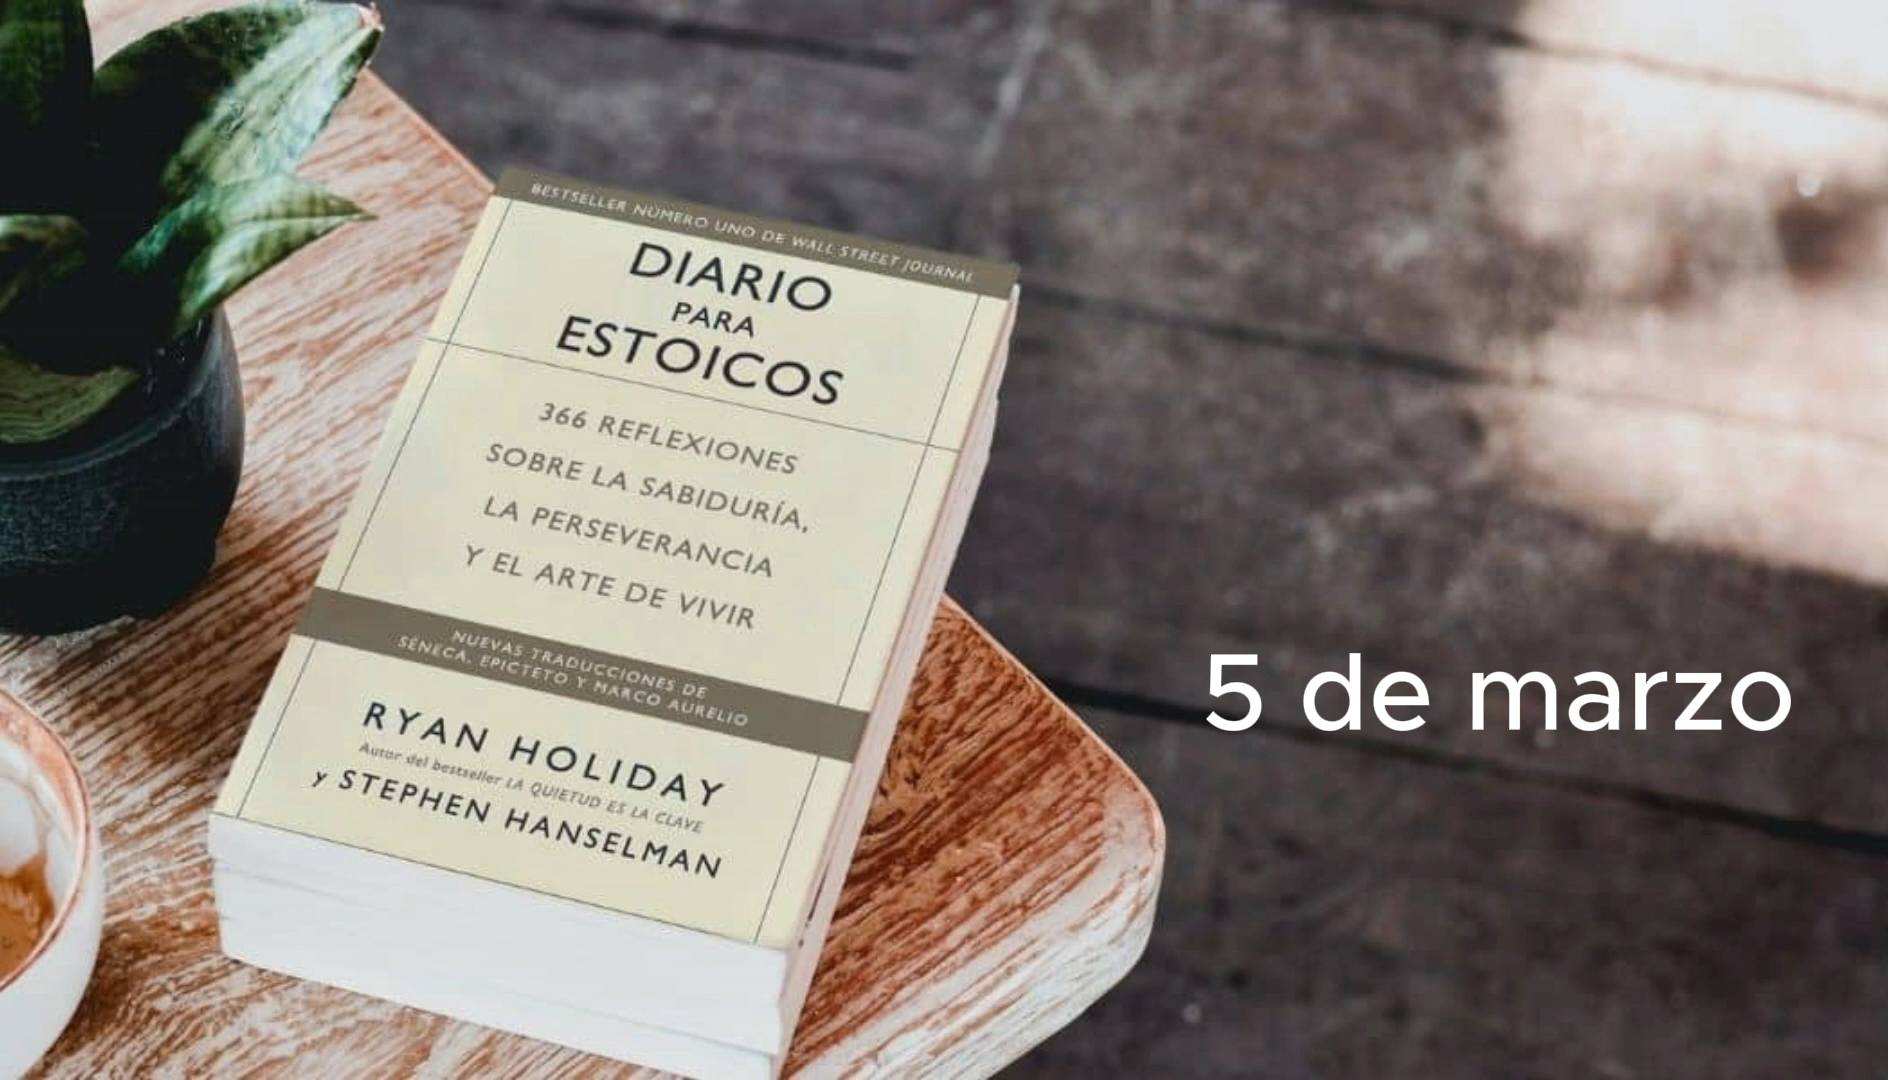 BESTSELLER NÚMERO UNO DE WALL STREET JOURNAL
DIARIO
PARA
ESTOICOS
366 REFLEXIONES
SOBRE LA SABIDURÍA,
LA PERSEVERANCIA
Y EL ARTE DE VIVIR
NUEVAS TRADUCCIONES DE
SÉNECA, EPICTETO Y MARCO AURELIO
RYAN HOLIDAY
Autor del bestseller LA QUIETUD ES LA CLAVE
y STEPHEN HANSELMAN
5 de marzo